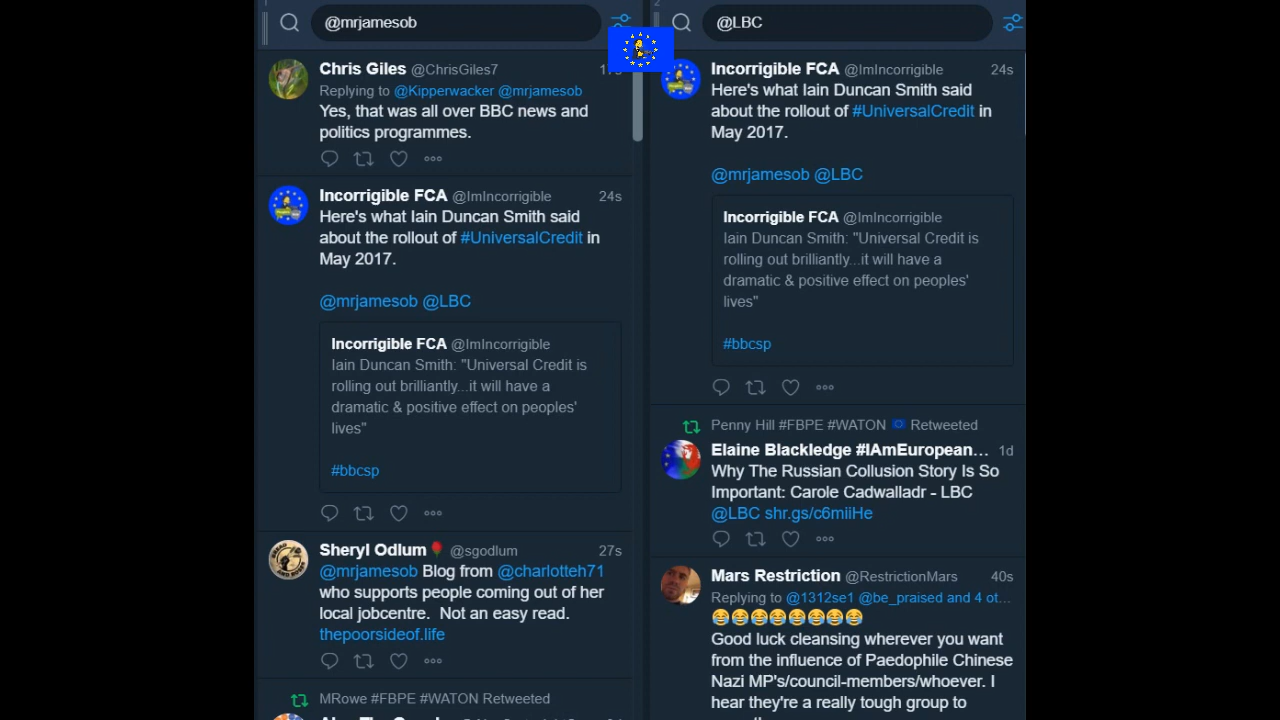 @mrjamesob
Chris Giles @ChrisGiles7
Replying to @Kipperwacker @mrjamesob
Yes, that was all over BBC news and
politics programmes.
Incorrigible FCA @ImIncorrigible 24s
Here's what Iain Duncan Smith said
about the rollout of #UniversalCredit in
May 2017.
@mrjamesob @LBC
Incorrigible FCA @ImIncorrigible
Iain Duncan Smith: "Universal Credit is
rolling out brilliantly...it will have a
dramatic & positive effect on peoples'
lives"
#bbcsp
Sheryl Odlum @sgodlum 27s
@mrjamesob Blog from @charlotteh71
who supports people coming out of her
local jobcentre. Not an easy read.
thepoorsideof.life
MRowe #FBPE #WATON Retweeted
2
@LBC
Incorrigible FCA @ImIncorrigible 24s
Here's what Iain Duncan Smith said
about the rollout of #UniversalCredit in
May 2017.
@mrjamesob @LBC
Incorrigible FCA @ImIncorrigible
Iain Duncan Smith: "Universal Credit is
rolling out brilliantly...it will have a
dramatic & positive effect on peoples'
lives"
#bbcsp
Penny Hill #FBPE #WATON Retweeted
Elaine Blackledge #IAmEuropean... 1d
Why The Russian Collusion Story Is So
Important: Carole Cadwalladr - LBC
@LBC shr.gs/c6miiHe
Mars Restriction @RestrictionMars 40s
Replying to @1312se1 @be_praised and 4 ot...
😂😂😂😂😂😂😂😂
Good luck cleansing wherever you want
from the influence of Paedophile Chinese
Nazi MP's/council-members/whoever. I
hear they're a really tough group to